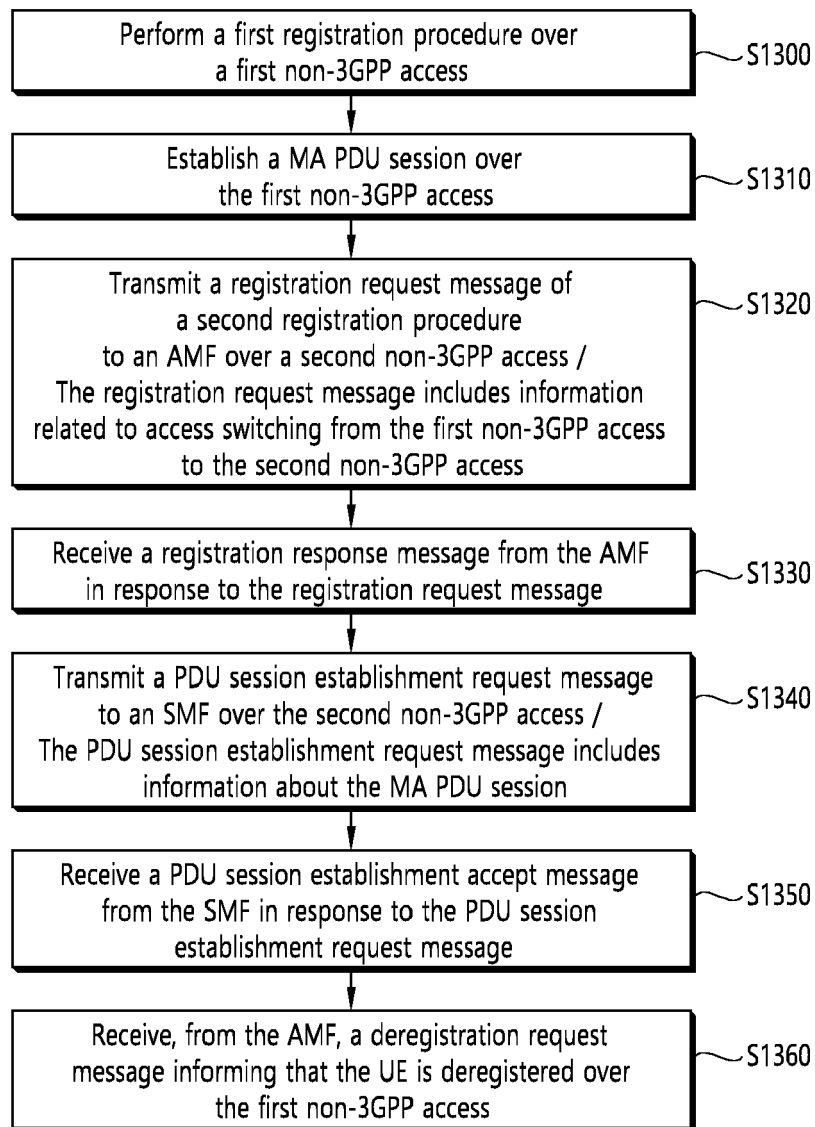 Perform a first registration procedure over
a first non-3GPP access
S1300
Establish a MA PDU session over
the first non-3GPP access
S1310
Transmit a registration request message of
a second registration procedure
to an AMF over a second non-3GPP access /
The registration request message includes information
related to access switching from the first non-3GPP access
to the second non-3GPP access
S1320
Receive a registration response message from the AMF
in response to the registration request message
S1330
Transmit a PDU session establishment request message
to an SMF over the second non-3GPP access /
The PDU session establishment request message includes
information about the MA PDU session
S1340
Receive a PDU session establishment accept message
from the SMF in response to the PDU session
establishment request message
S1350
Receive, from the AMF, a deregistration request
message informing that the UE is deregistered over
the first non-3GPP access
S1360